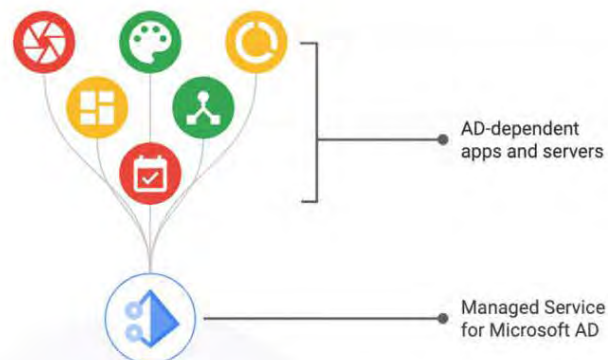 AD-dependent
apps and servers
Managed Service
for Microsoft AD